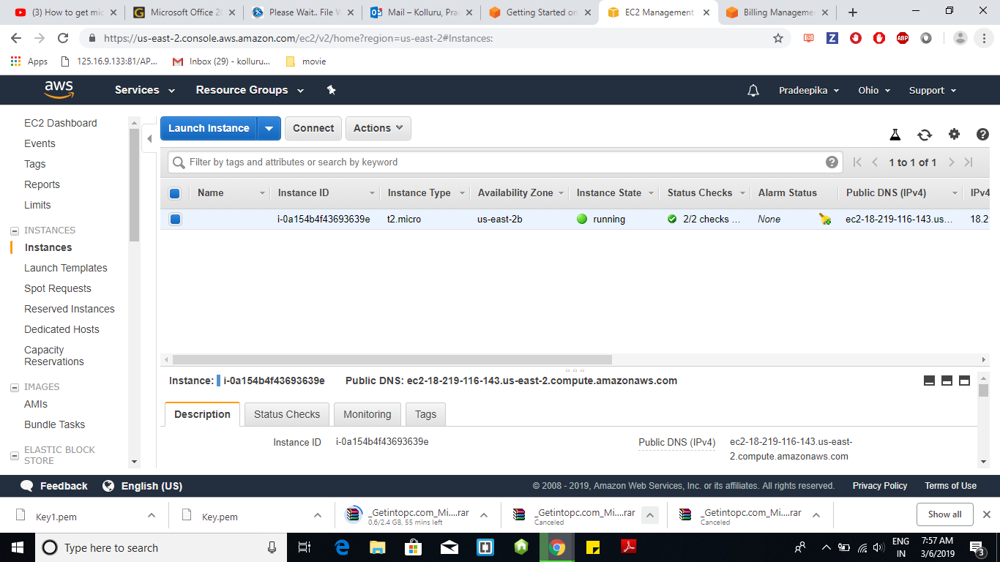 (3) How to get mic
Microsoft Office 20
Please Wait.. File W
Mail – Kolluru, Pra
Getting Started on
EC2 Management
Billing Manageme
https://us-east-2.console.aws.amazon.com/ec2/v2/home?region=us-east-2#Instances:
ABP
Apps
125.16.9.133:81/AP...
Inbox (29) - kolluru...
movie
aws
Services
Resource Groups
Pradeepika
Ohio
Support
EC2 Dashboard
Events
Tags
Reports
Limits
INSTANCES
Instances
Launch Templates
Spot Requests
Reserved Instances
Dedicated Hosts
Capacity
Reservations
IMAGES
AMIs
Bundle Tasks
ELASTIC BLOCK
STORE
Launch Instance
Connect
Actions
Filter by tags and attributes or search by keyword
1 to 1 of 1
Name
Instance ID
Instance Type
Availability Zone
Instance State
Status Checks
Alarm Status
Public DNS (IPv4)
IPv4
i-0a154b4f43693639e
t2.micro
us-east-2b
running
2/2 checks ...
None
ec2-18-219-116-143.us...
18.2
Instance: i-0a154b4f43693639e
Public DNS: ec2-18-219-116-143.us-east-2.compute.amazonaws.com
Description
Status Checks
Monitoring
Tags
Instance ID
i-0a154b4f43693639e
Public DNS (IPv4)
ec2-18-219-116-143.us-east-
2.compute.amazonaws.com
Feedback
English (US)
© 2008 - 2019, Amazon Web Services, Inc. or its affiliates. All rights reserved.
Privacy Policy
Terms of Use
Key1.pem
Key.pem
_Getintopc.com_Mi....rar
0.6/2.4 GB, 55 mins left
_Getintopc.com_Mi....rar
Canceled
_Getintopc.com_Mi....rar
Canceled
Show all
Type here to search
ENG
IN
7:57 AM
3/6/2019
3